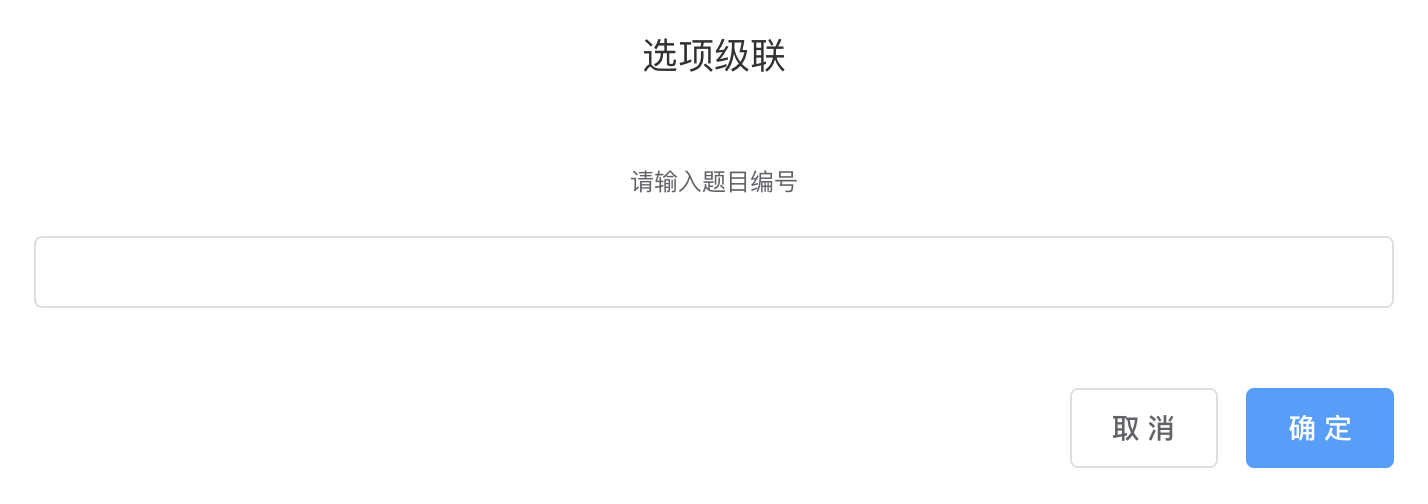 选项级联
请输入题目编号
取 消
确 定